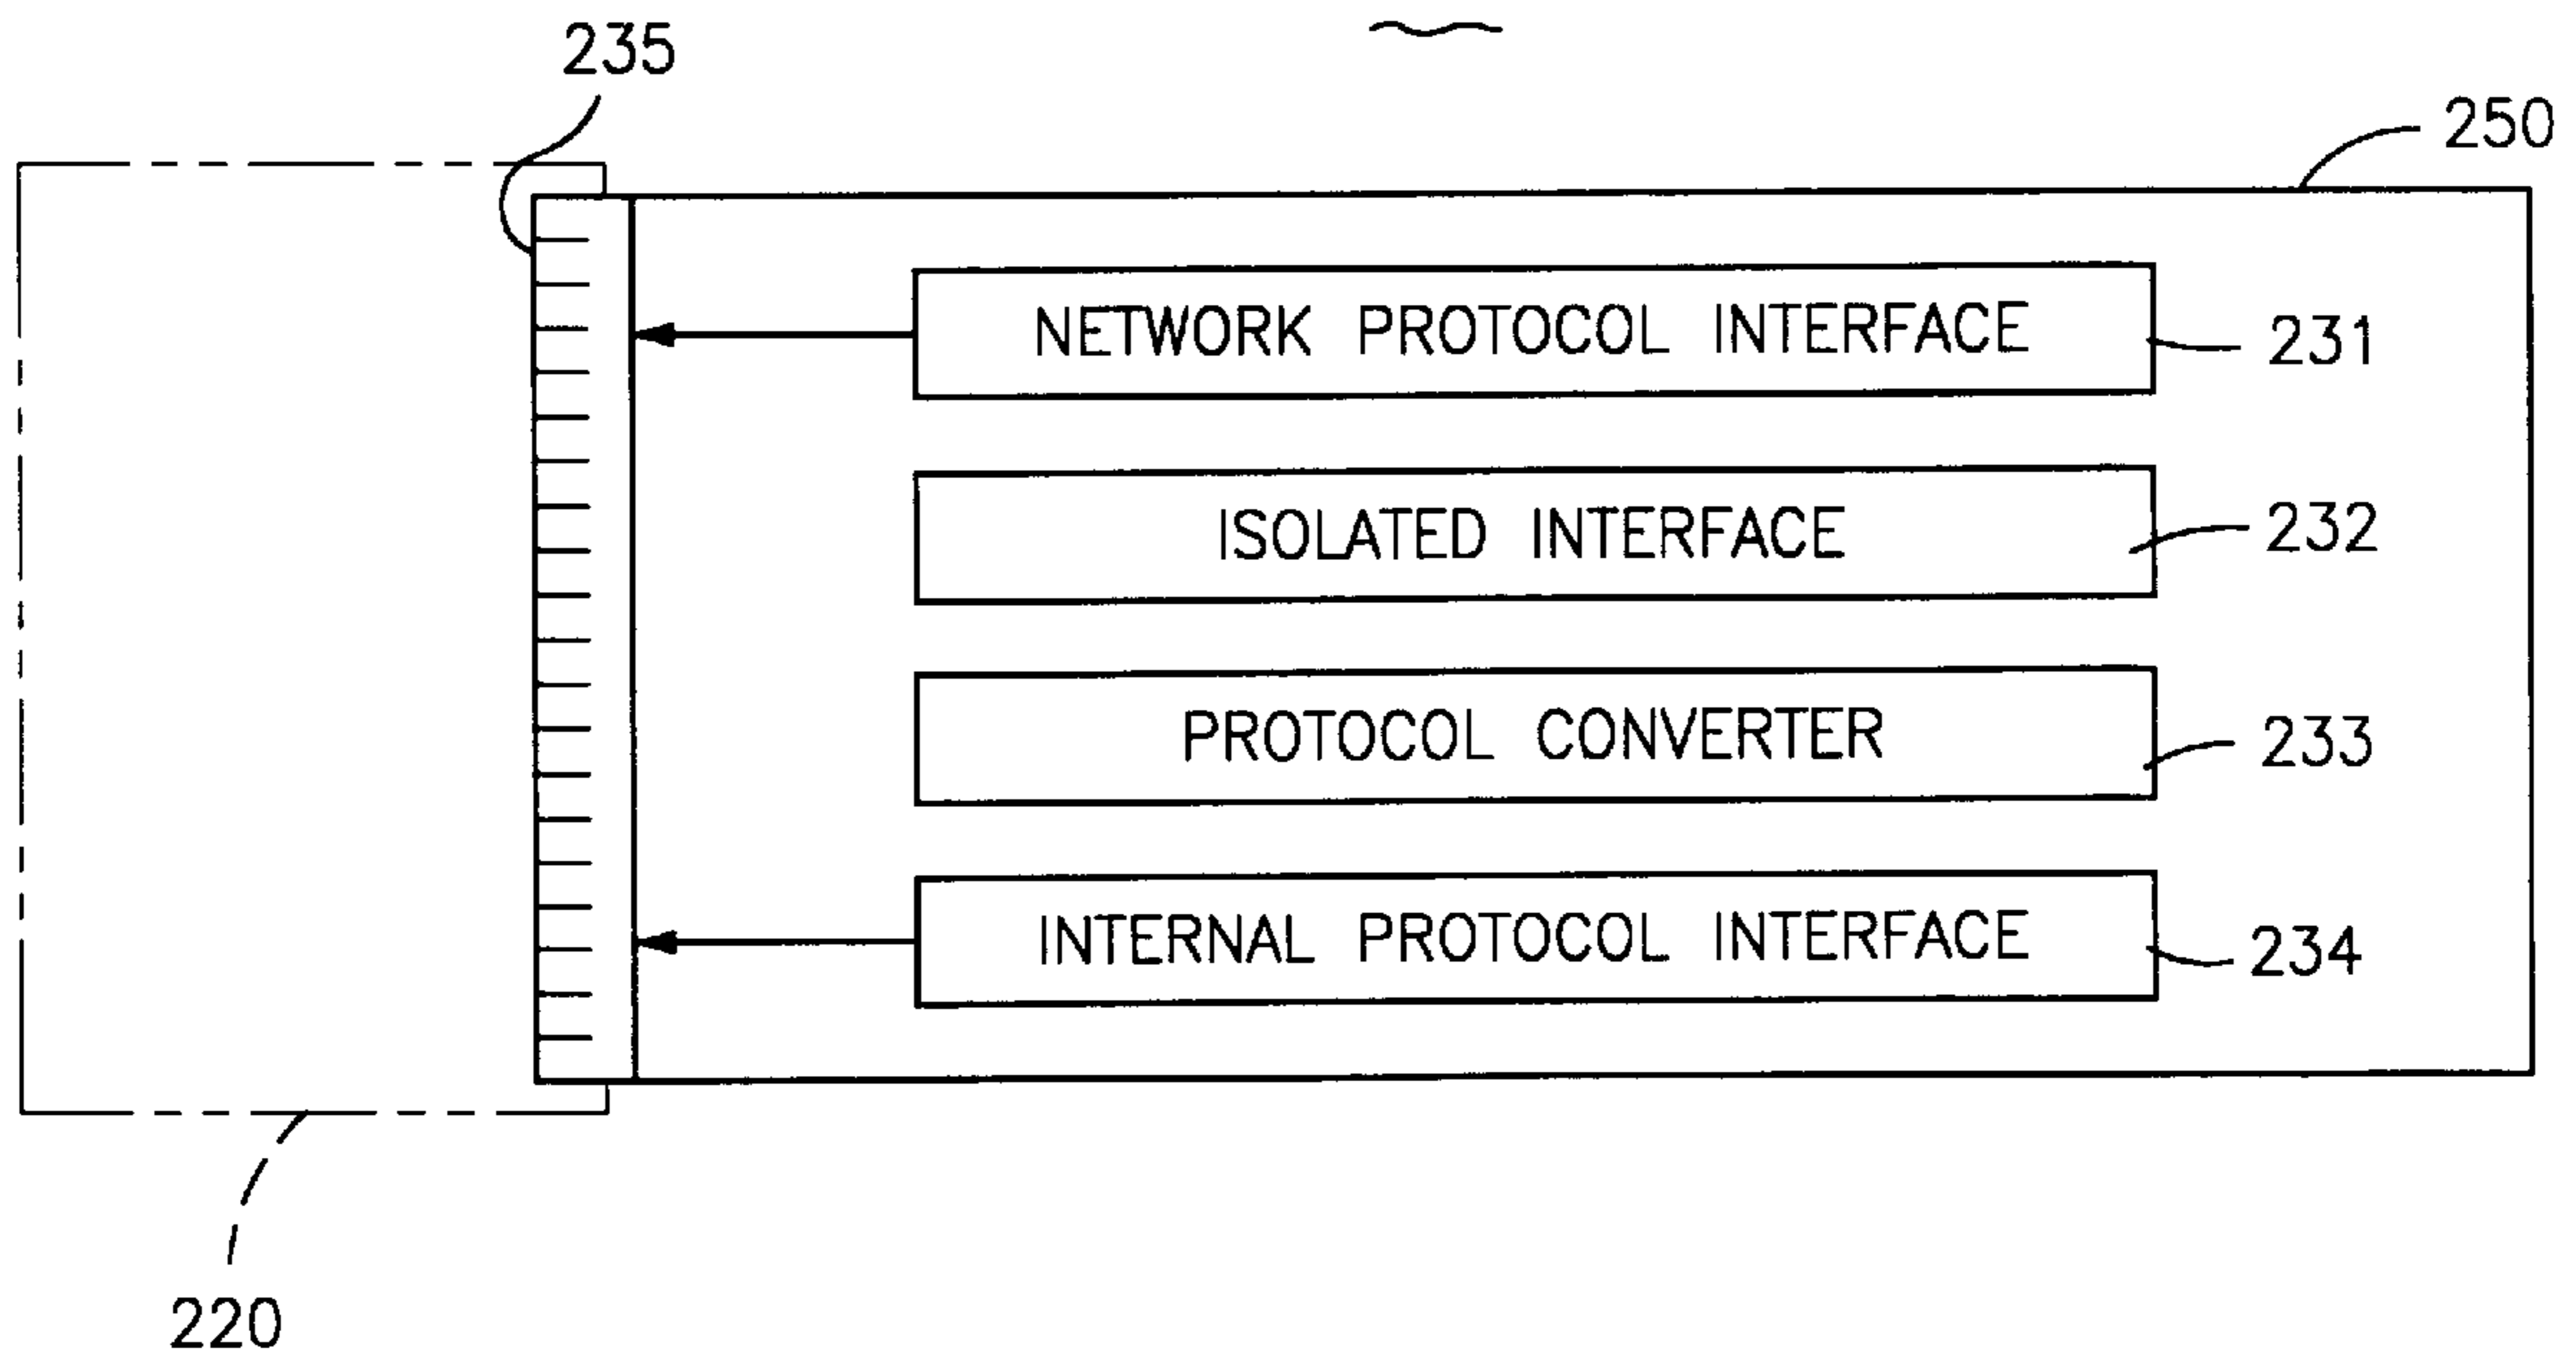 235
250
NETWORK PROTOCOL INTERFACE
231
ISOLATED INTERFACE
232
PROTOCOL CONVERTER
233
INTERNAL PROTOCOL INTERFACE
234
220